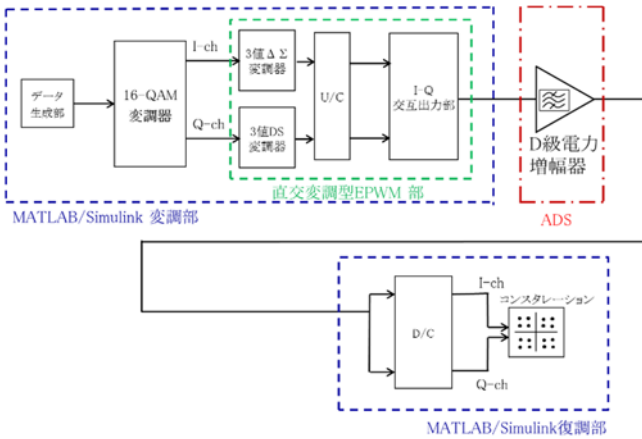 データ
生成部
16-QAM
変調器
I-ch
Q-ch
3値ΔΣ
変調器
3値DS
変調器
U/C
I-Q
交互出力部
D級電力
増幅器
直交変調型EPWM 部
MATLAB/Simulink 変調部
ADS
D/C
I-ch
Q-ch
コンスタレーション
MATLAB/Simulink復調部